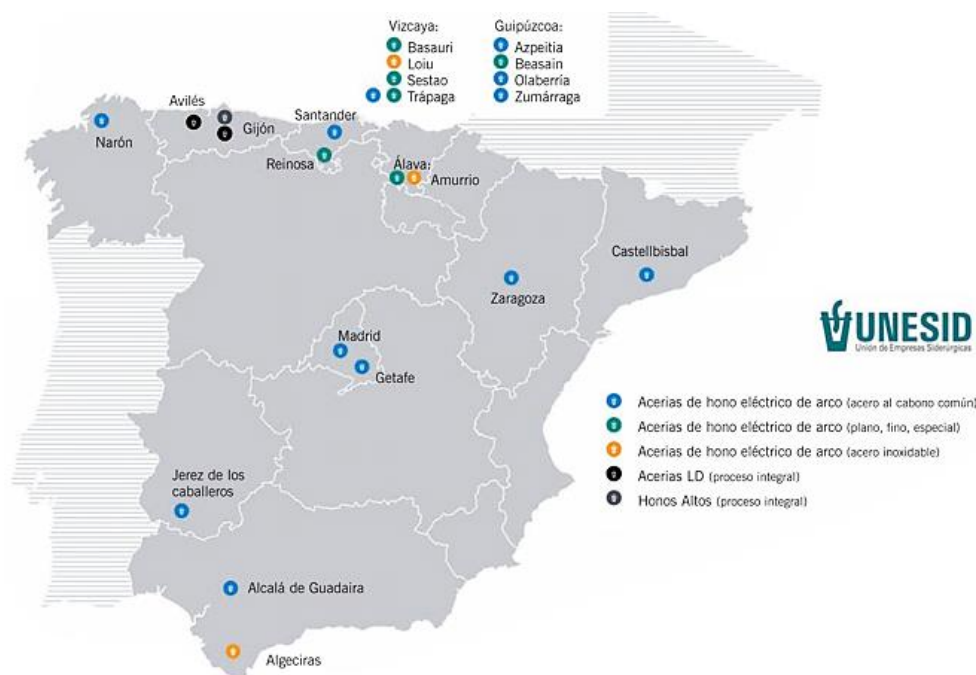 Vizcaya:
Basauri
Loiu
Sestao
Trápaga
Guipúzcoa:
Azpeitia
Beasain
Olaberría
Zumárraga
Avilés
Gijón
Santander
Narón
Reinosa
Álava:
Amurrio
Castellbisbal
Zaragoza
Madrid
Getafe
UNESID
Unión de Empresas Siderúrgicas
Acerias de hono eléctrico de arco (acero al cabono común)
Acerias de hono eléctrico de arco (plano, fino, especial)
Acerias de hono eléctrico de arco (acero inoxidable)
Acerias LD (proceso integral)
Honos Altos (proceso integral)
Jerez de los
caballeros
Alcalá de Guadaira
Algeciras